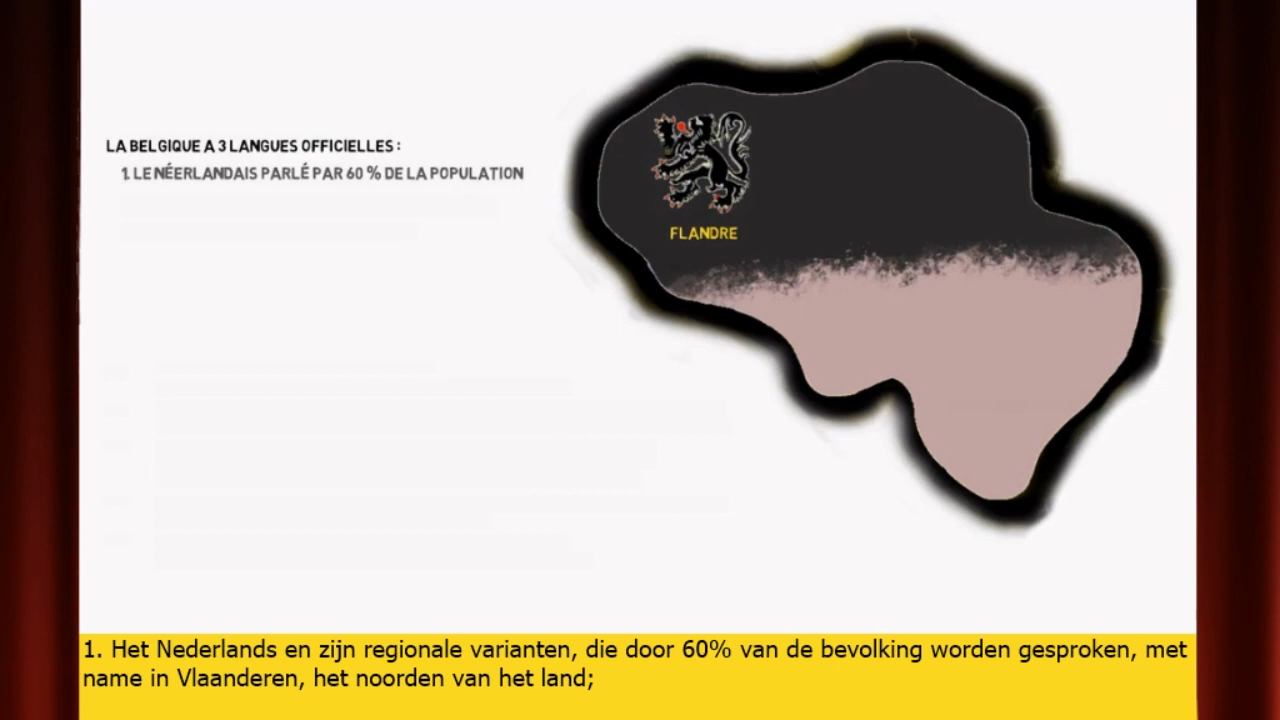 LA BELGIQUE A 3 LANGUES OFFICIELLES :
1. LE NÉERLANDAIS PARLÉ PAR 60 % DE LA POPULATION
FLANDRE
1. Het Nederlands en zijn regionale varianten, die door 60% van de bevolking worden gesproken, met
name in Vlaanderen, het noorden van het land;